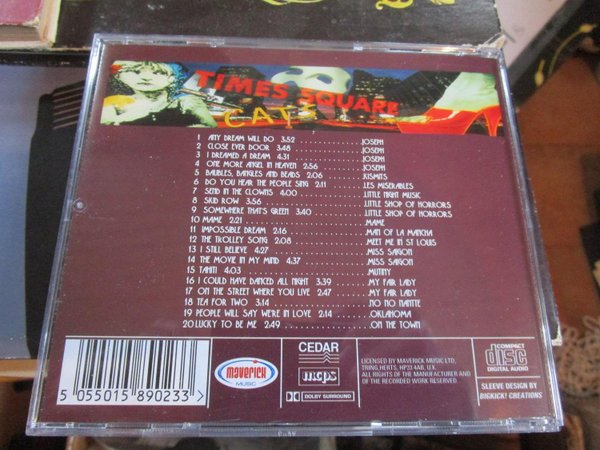 TIMES SQUARE
CATS
1 ANY DREAM WILL DO 3.52 .JOSEPH
2 CLOSE EVER DOOR 3.48 .JOSEPH
3 I DREAMED A DREAM 4.31 .JOSEPH
4 ONE MORE ANGEL IN HEAVEN 2.56 .JOSEPH
5 BAUBLES, BANGLES AND BEADS 2.06 .KISMITS
6 DO YOU HEAR THE PEOPLE SING 2.11 .LES MISERABLES
7 SEND IN THE CLOWNS 4.00 .LITTLE NIGHT MUSIC
8 SKID ROW 3.56 .LITTLE SHOP OF HORRORS
9 SOMEWHERE THAT'S GREEN 3.40 .LITTLE SHOP OF HORRORS
10 MAME 2.21 .MAME
11 IMPOSSIBLE DREAM 2.16 .MAN OF LA MANCHA
12 THE TROLLEY SONG 2.08 .MEET ME IN ST LOUIS
13 I STILL BELIEVE 4.27 .MISS SAIGON
14 THE MOVIE IN MY MIND 4.37 .MISS SAIGON
15 TAHITI 4.03 .MUTINY
16 I COULD HAVE DANCED ALL NIGHT 3.39 .MY FAIR LADY
17 ON THE STREET WHERE YOU LIVE 2.47 .MY FAIR LADY
18 TEA FOR TWO 3.14 .NO NO NANTTE
19 PEOPLE WILL SAY WE'RE IN LOVE 2.14 .OKLAHOMA
20 LUCKY TO BE ME 2.49 .ON THE TOWN
5 055015 890233 >
maverick
MUSIC
CEDAR
mcps
DOLBY SURROUND
LICENSED BY MAVERICK MUSIC LTD,
TRING, HERTS, HP23 4AB, U.K.
ALL RIGHTS OF THE MANUFACTURER AND
OF THE RECORDED WORK RESERVED.
COMPACT
disc
DIGITAL AUDIO
SLEEVE DESIGN BY
BIGKICK! CREATIONS